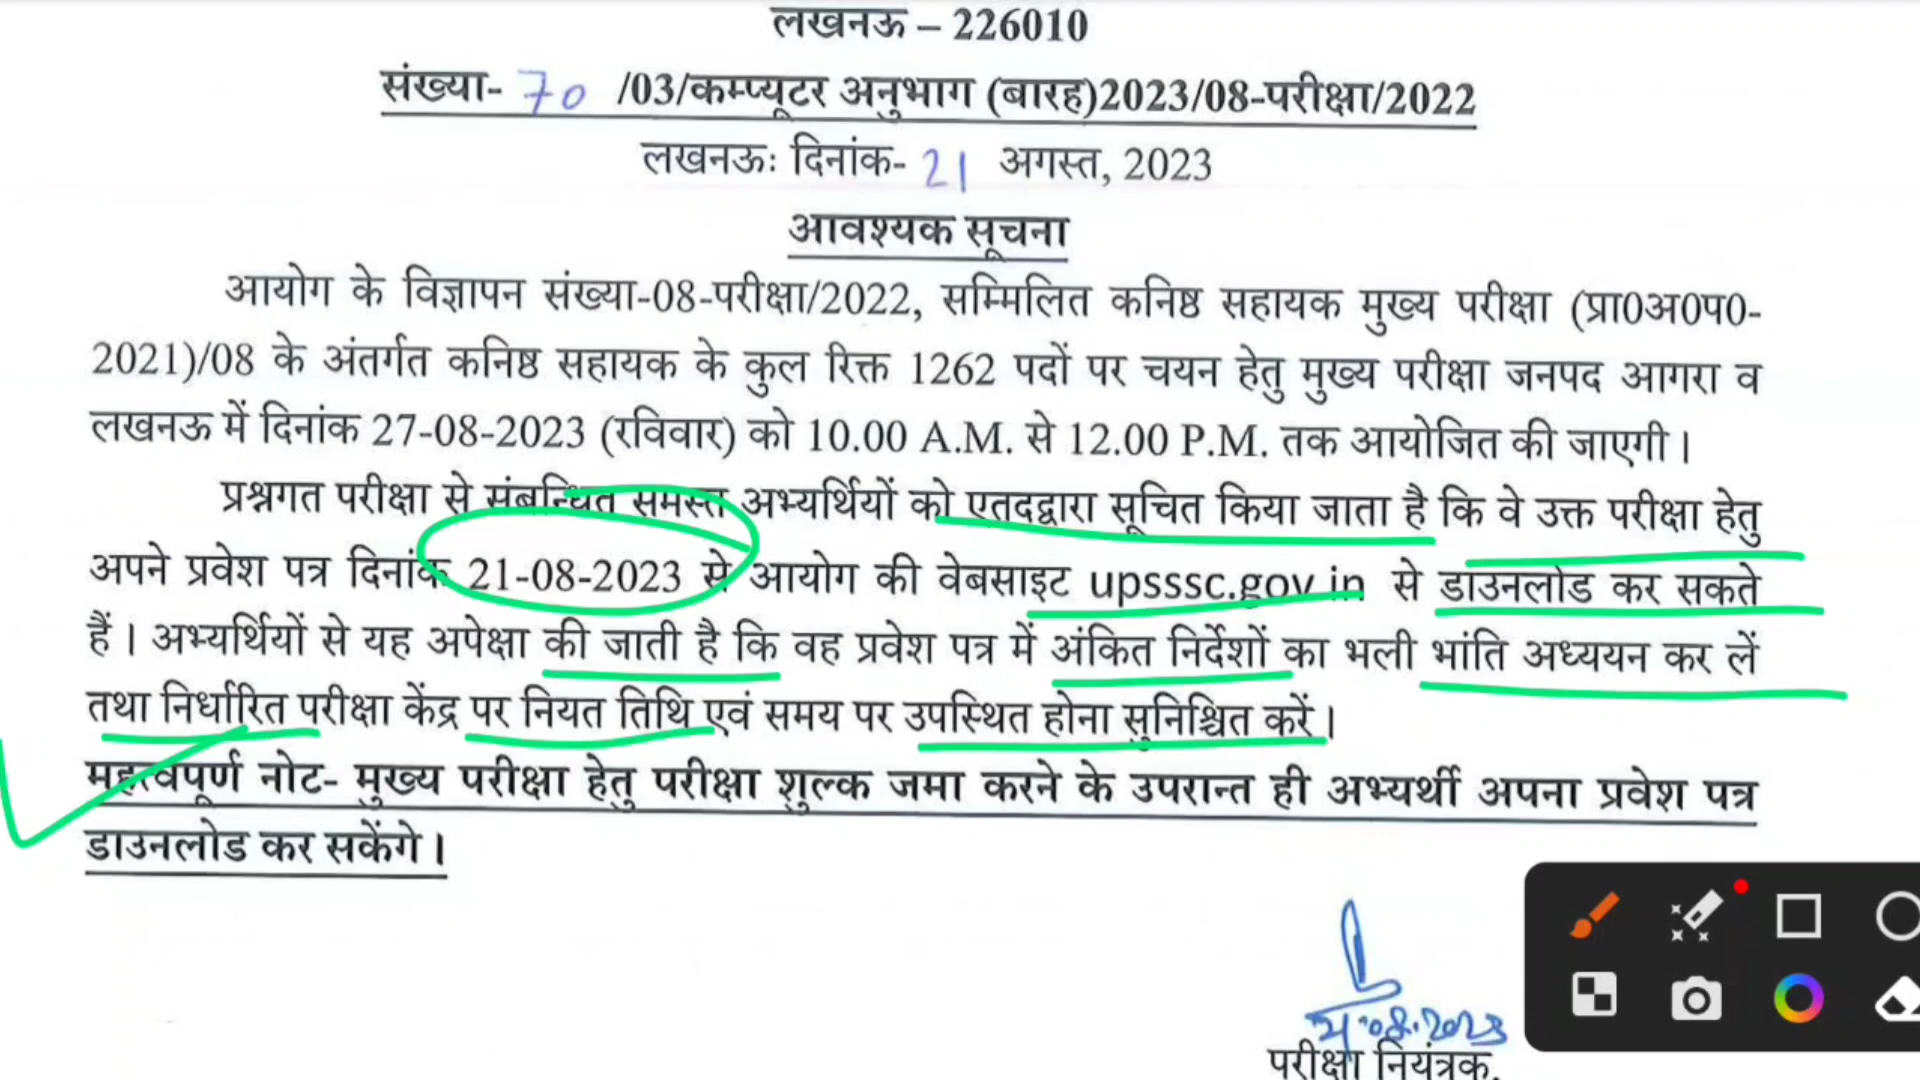 लखनऊ – 226010
संख्या- 70 /03/कम्प्यूटर अनुभाग (बारह)2023/08-परीक्षा/2022
लखनऊः दिनांक- 21 अगस्त, 2023
आवश्यक सूचना
आयोग के विज्ञापन संख्या-08-परीक्षा/2022, सम्मिलित कनिष्ठ सहायक मुख्य परीक्षा (प्रा0अ0प0-
2021)/08 के अंतर्गत कनिष्ठ सहायक के कुल रिक्त 1262 पदों पर चयन हेतु मुख्य परीक्षा जनपद आगरा व
लखनऊ में दिनांक 27-08-2023 (रविवार) को 10.00 A.M. से 12.00 P.M. तक आयोजित की जाएगी।
प्रश्नगत परीक्षा से संबन्धित समस्त अभ्यर्थियों को एतदद्वारा सूचित किया जाता है कि वे उक्त परीक्षा हेतु
अपने प्रवेश पत्र दिनांक 21-08-2023 से आयोग की वेबसाइट upsssc.gov.in से डाउनलोड कर सकते
हैं। अभ्यर्थियों से यह अपेक्षा की जाती है कि वह प्रवेश पत्र में अंकित निर्देशों का भली भांति अध्ययन कर लें
तथा निर्धारित परीक्षा केंद्र पर नियत तिथि एवं समय पर उपस्थित होना सुनिश्चित करें।
महत्वपूर्ण नोट- मुख्य परीक्षा हेतु परीक्षा शुल्क जमा करने के उपरान्त ही अभ्यर्थी अपना प्रवेश पत्र
डाउनलोड कर सकेंगे।
परीक्षा नियंत्रक,